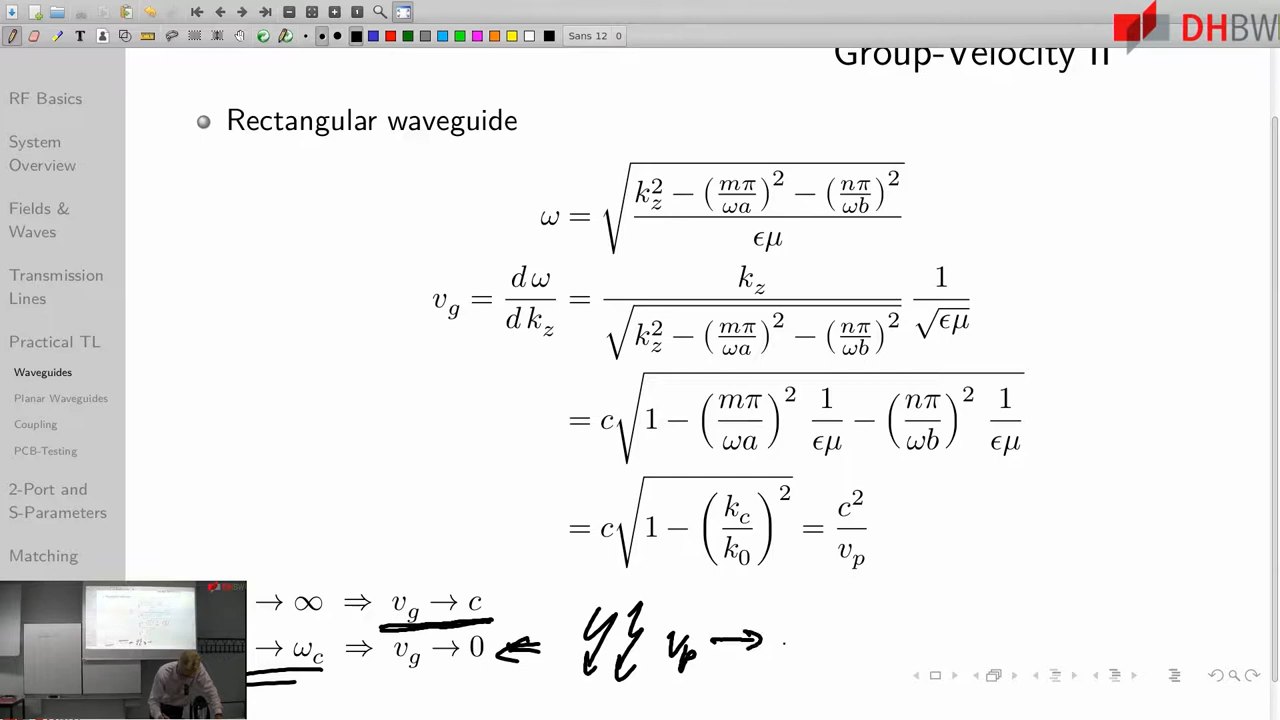 Sans 12 0
DHBW
Group-Velocity II
RF Basics
System
Overview
Fields &
Waves
Transmission
Lines
Practical TL
Waveguides
Planar Waveguides
Coupling
PCB-Testing
2-Port and
S-Parameters
Matching
Rectangular waveguide
ω = √((k_z² − (mπ/ωa)² − (nπ/ωb)²)/(ϵμ))
v_g = dω/dk_z = k_z/√(k_z² − (mπ/ωa)² − (nπ/ωb)²) 1/√(ϵμ)
= c√(1 − (mπ/ωa)² 1/(ϵμ) − (nπ/ωb)² 1/(ϵμ))
= c√(1 − (k_c/k_0)²) = c²/v_p
→ ∞ ⇒ v_g → c
→ ω_c ⇒ v_g → 0 v_p →